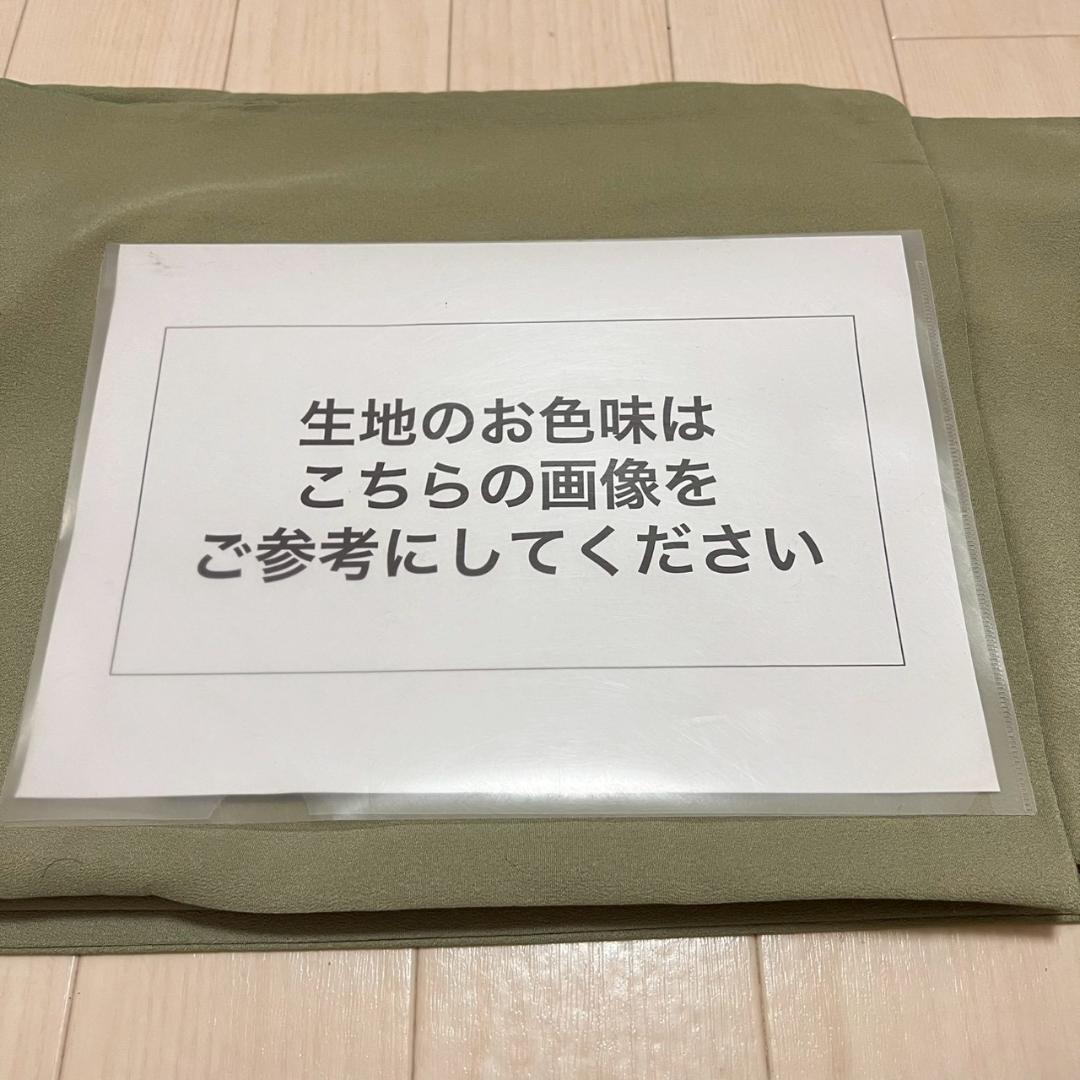 生地のお色味は
こちらの画像を
ご参考にしてください